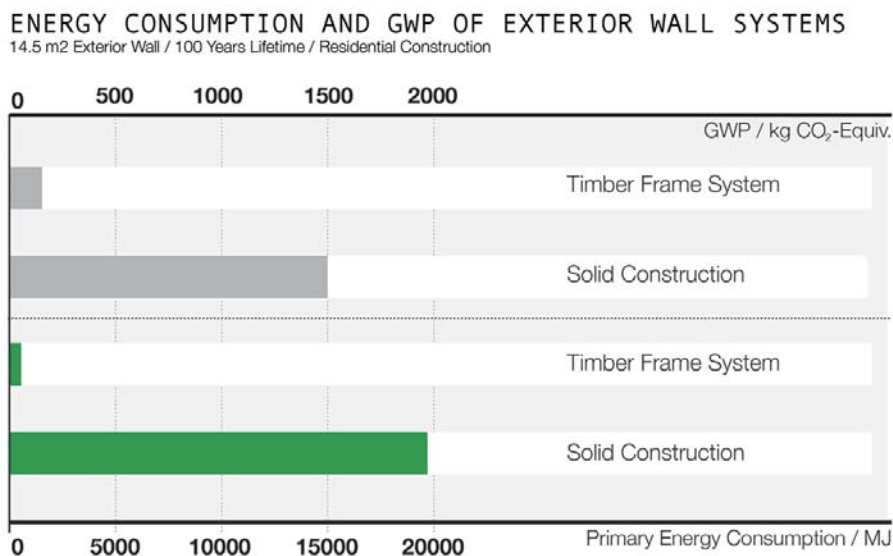 ENERGY CONSUMPTION AND GWP OF EXTERIOR WALL SYSTEMS
14.5 m2 Exterior Wall / 100 Years Lifetime / Residential Construction
0 500 1000 1500 2000
GWP / kg CO₂-Equiv.
Timber Frame System
Solid Construction
Timber Frame System
Solid Construction
0 5000 10000 15000 20000 Primary Energy Consumption / MJ